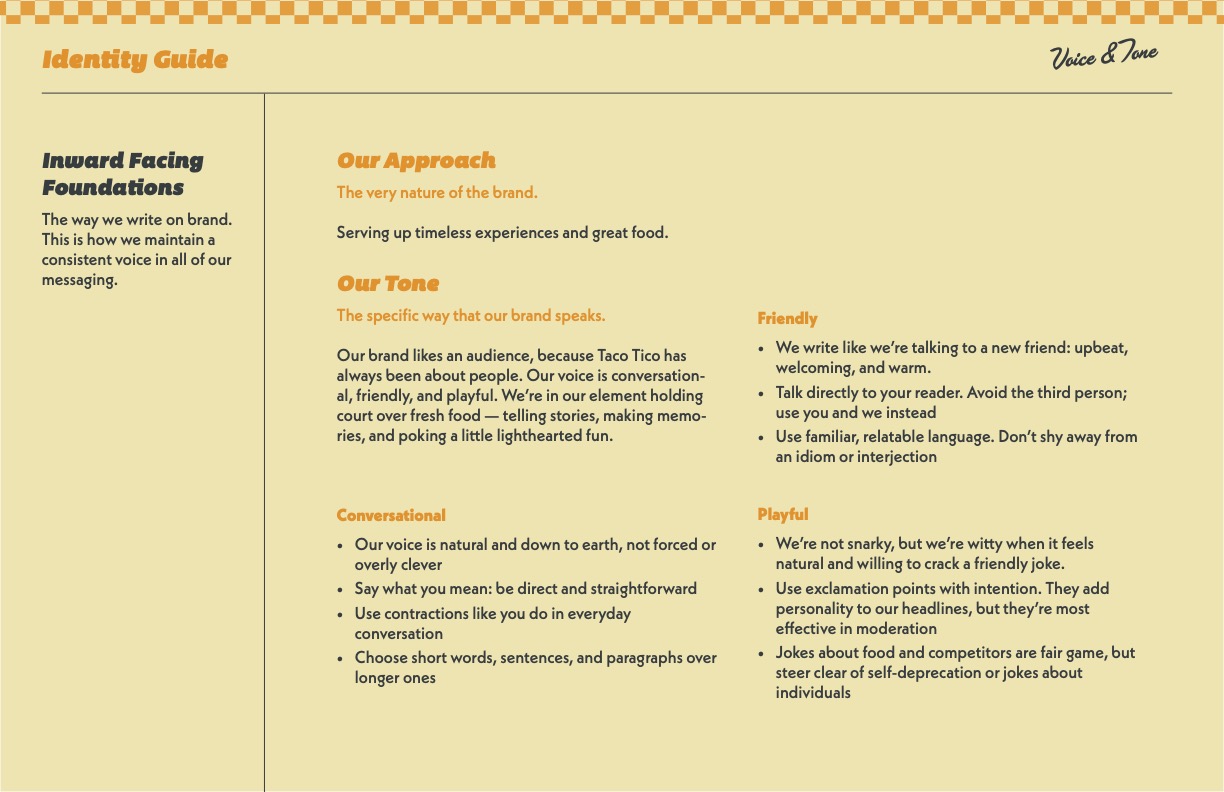 Identity Guide
Voice & Tone
Inward Facing
Foundations
The way we write on brand.
This is how we maintain a
consistent voice in all of our
messaging.
Our Approach
The very nature of the brand.
Serving up timeless experiences and great food.
Our Tone
The specific way that our brand speaks.
Our brand likes an audience, because Taco Tico has
always been about people. Our voice is conversation-
al, friendly, and playful. We're in our element holding
court over fresh food — telling stories, making memo-
ries, and poking a little lighthearted fun.
Friendly
• We write like we're talking to a new friend: upbeat,
welcoming, and warm.
• Talk directly to your reader. Avoid the third person;
use you and we instead
• Use familiar, relatable language. Don't shy away from
an idiom or interjection
Conversational
• Our voice is natural and down to earth, not forced or
overly clever
• Say what you mean: be direct and straightforward
• Use contractions like you do in everyday
conversation
• Choose short words, sentences, and paragraphs over
longer ones
Playful
• We're not snarky, but we're witty when it feels
natural and willing to crack a friendly joke.
• Use exclamation points with intention. They add
personality to our headlines, but they're most
effective in moderation
• Jokes about food and competitors are fair game, but
steer clear of self-deprecation or jokes about
individuals